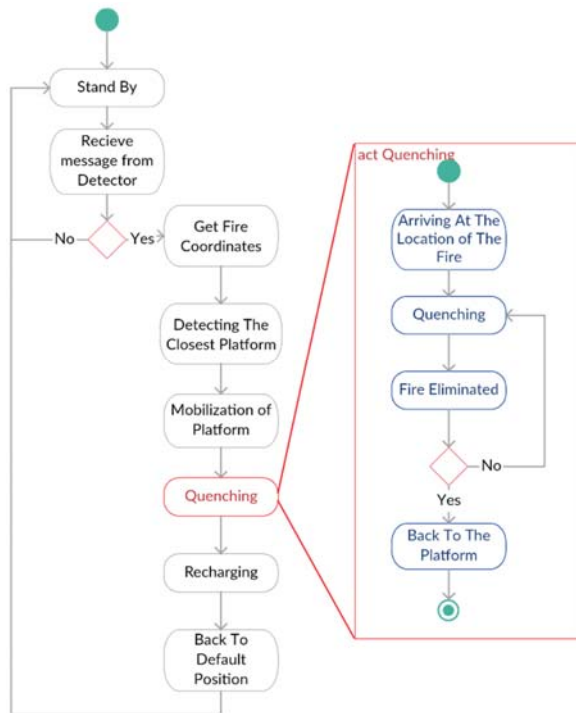 Stand By
Recieve
message from
Detector
No
Yes
Get Fire
Coordinates
Detecting The
Closest Platform
Mobilization of
Platform
Quenching
Recharging
Back To
Default
Position
act Quenching
Arriving At The
Location of The
Fire
Quenching
Fire Eliminated
No
Yes
Back To The
Platform